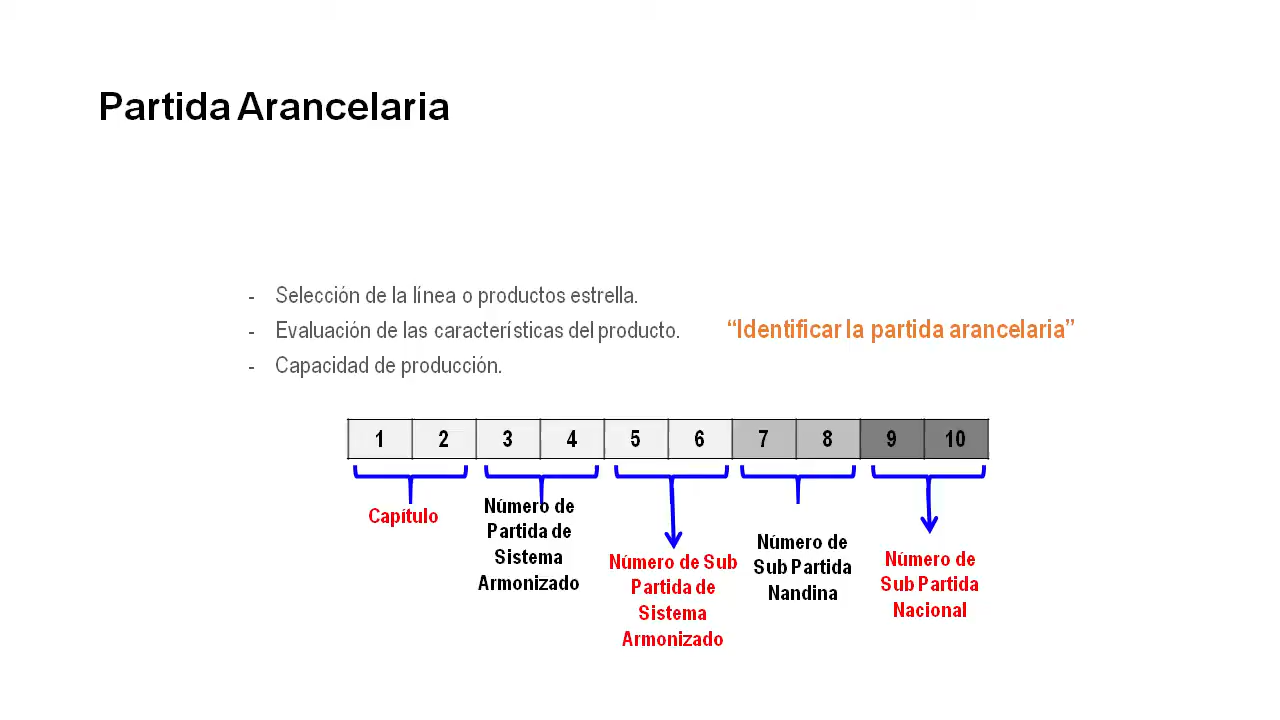 Partida Arancelaria
- Selección de la línea o productos estrella.
- Evaluación de las características del producto.
"Identificar la partida arancelaria"
- Capacidad de producción.
1 2 3 4 5 6 7 8 9 10
Capítulo
Número de
Partida de
Sistema
Armonizado
Número de Sub
Partida de
Sistema
Armonizado
Número de
Sub Partida
Nandina
Número de
Sub Partida
Nacional